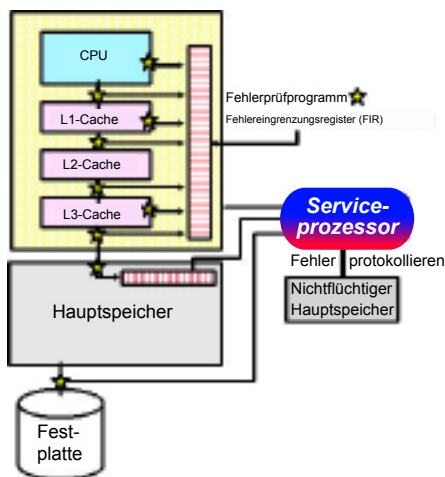 CPU
L1-Cache
L2-Cache
L3-Cache
Fehlerprüfprogramm
Fehlereingrenzungsregister (FIR)
Service-
prozessor
Fehler protokollieren
Nichtflüchtiger
Hauptspeicher
Hauptspeicher
Fest-
platte